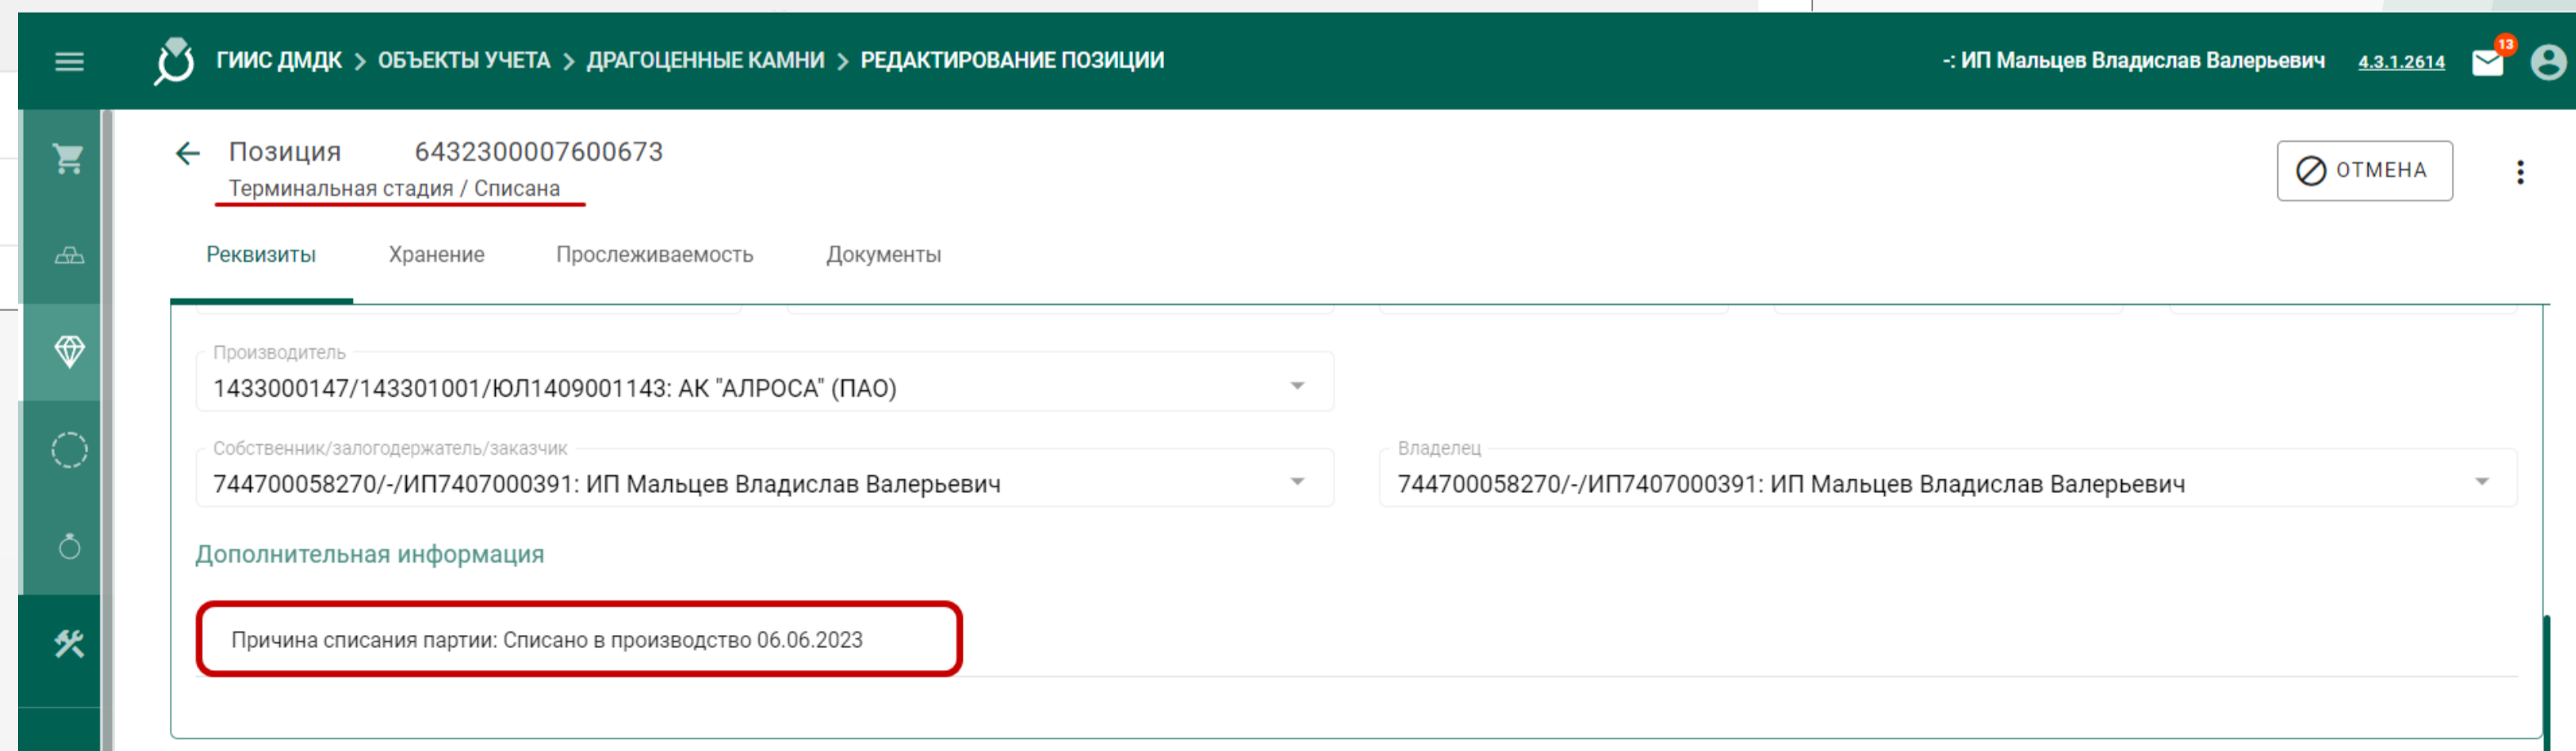 ГИИС ДМДК > ОБЪЕКТЫ УЧЕТА > ДРАГОЦЕННЫЕ КАМНИ > РЕДАКТИРОВАНИЕ ПОЗИЦИИ
-: ИП Мальцев Владислав Валерьевич 4.3.1.2614 13
Позиция 6432300007600673
Терминальная стадия / Списана
ОТМЕНА
Реквизиты Хранение Прослеживаемость Документы
Производитель
1433000147/143301001/ЮЛ1409001143: АК "АЛРОСА" (ПАО)
Собственник/залогодержатель/заказчик Владелец
744700058270/-/ИП7407000391: ИП Мальцев Владислав Валерьевич 744700058270/-/ИП7407000391: ИП Мальцев Владислав Валерьевич
Дополнительная информация
Причина списания партии: Списано в производство 06.06.2023